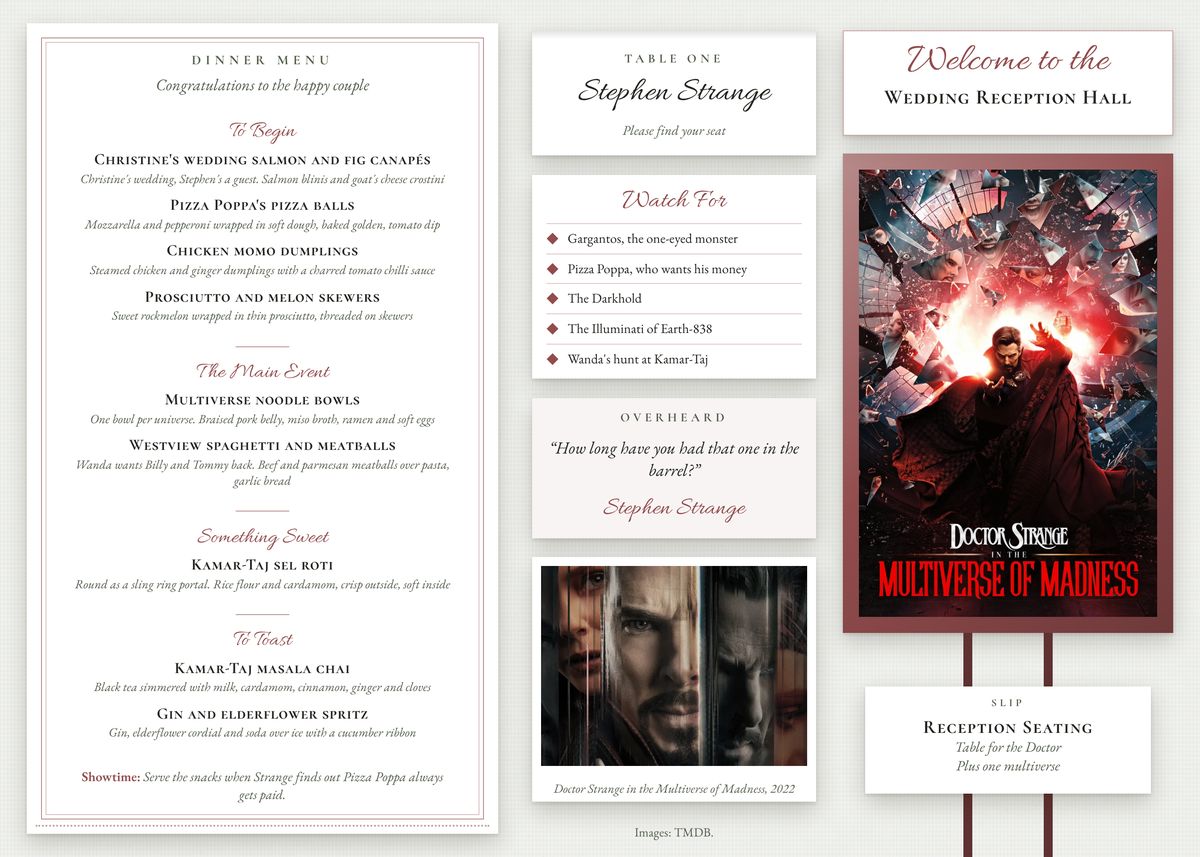 DINNER MENU
Congratulations to the happy couple
To Begin
Christine's wedding salmon and fig canapés
Christine's wedding, Stephen's a guest. Salmon blinis and goat's cheese crostini
Pizza Poppa's pizza balls
Mozzarella and pepperoni wrapped in soft dough, baked golden, tomato dip
Chicken momo dumplings
Steamed chicken and ginger dumplings with a charred tomato chilli sauce
Prosciutto and melon skewers
Sweet rockmelon wrapped in thin prosciutto, threaded on skewers
The Main Event
Multiverse noodle bowls
One bowl per universe. Braised pork belly, miso broth, ramen and soft eggs
Westview spaghetti and meatballs
Wanda wants Billy and Tommy back. Beef and parmesan meatballs over pasta,
garlic bread
Something Sweet
Kamar-Taj sel roti
Round as a sling ring portal. Rice flour and cardamom, crisp outside, soft inside
To Toast
Kamar-Taj masala chai
Black tea simmered with milk, cardamom, cinnamon, ginger and cloves
Gin and elderflower spritz
Gin, elderflower cordial and soda over ice with a cucumber ribbon
Showtime: Serve the snacks when Strange finds out Pizza Poppa always
gets paid.
TABLE ONE
Stephen Strange
Please find your seat
Watch For
Gargantos, the one-eyed monster
Pizza Poppa, who wants his money
The Darkhold
The Illuminati of Earth-838
Wanda's hunt at Kamar-Taj
OVERHEARD
“How long have you had that one in the
barrel?”
Stephen Strange
Doctor Strange in the Multiverse of Madness, 2022
Images: TMDB.
Welcome to the
Wedding Reception Hall
DOCTOR STRANGE
IN THE
MULTIVERSE OF MADNESS
SLIP
Reception Seating
Table for the Doctor
Plus one multiverse